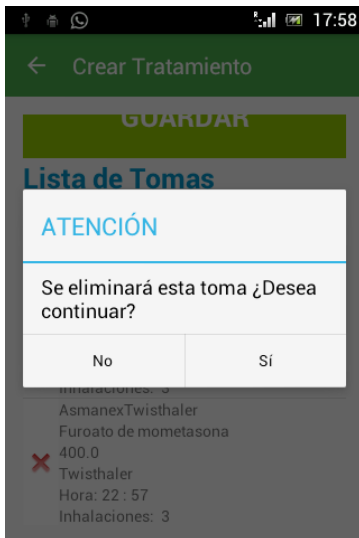 17:58
Crear Tratamiento
GUARDAR
Lista de Tomas
ATENCIÓN
Se eliminará esta toma ¿Desea
continuar?
No
Sí
Inhalaciones: 3
AsmanexTwisthaler
Furoato de mometasona
400.0
Twisthaler
Hora: 22 : 57
Inhalaciones: 3